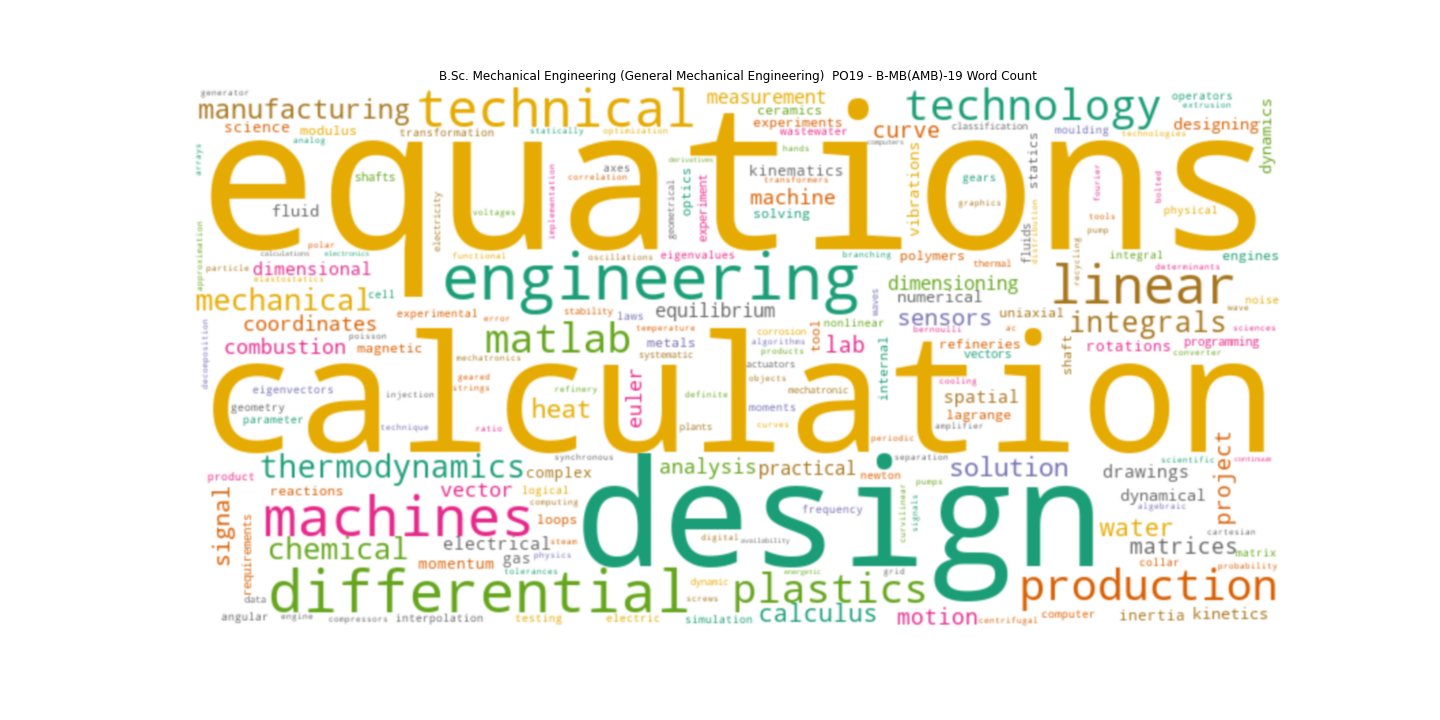 B.Sc. Mechanical Engineering (General Mechanical Engineering)  PO19 - B-MB(AMB)-19 Word Count
generator
manufacturing
technical
measurement
technology
operators
extrusion
ceramics
science
modulus
transformation
statically
optimization
experiments
wastewater
curve
classification
moulding
technologies
designing
dynamics
analog
arrays
equations
hands
computers
derivatives
shafts
axes
correlation
kinematics
transformers
implementation
geometrical
optics
experiment
machine
solving
vibrations
gears
graphics
statics
fourier
bolted
tools
pump
physical
fluid
electricity
voltages
distribution
fluids
approximation
polar
calculations
electronics
functional
oscillations
eigenvalues
branching
polymers
thermal
recycling
integral
determinants
engines
particle
dimensional
elastostatics
engineering
dimensioning
linear
mechanical
cell
numerical
waves
equilibrium
sensors
uniaxial
wave
noise
experimental
error
stability
laws
coordinates
poisson
matlab
temperature
corrosion
nonlinear
bernoulli
ac
integrals
sciences
combustion
magnetic
metals
algorithms
products
tool
lab
refineries
vectors
shaft
rotations
programming
converter
decomposition
mechatronics
systematic
actuators
internal
calculation
eigenvectors
injection
geared
strings
refinery
objects
definite
mechatronic
cooling
spatial
geometry
parameter
heat
euler
moments
lagrange
technique
ratio
plants
curves
periodic
amplifier
synchronous
separation
scientific
continuum
product
thermodynamics
complex
analysis
practical
newton
solution
drawings
project
reactions
vector
logical
computing
design
pumps
dynamical
algebraic
signal
requirements
machines
loops
frequency
curvilinear
signals
water
cartesian
chemical
electrical
steam
digital
availability
matrices
matrix
momentum
gas
physics
tolerances
collar
probability
energetic
grid
data
differential
dynamic
screws
plastics
production
angular
engine
compressors
interpolation
testing
electric
simulation
calculus
motion
centrifugal
computer
inertia
kinetics